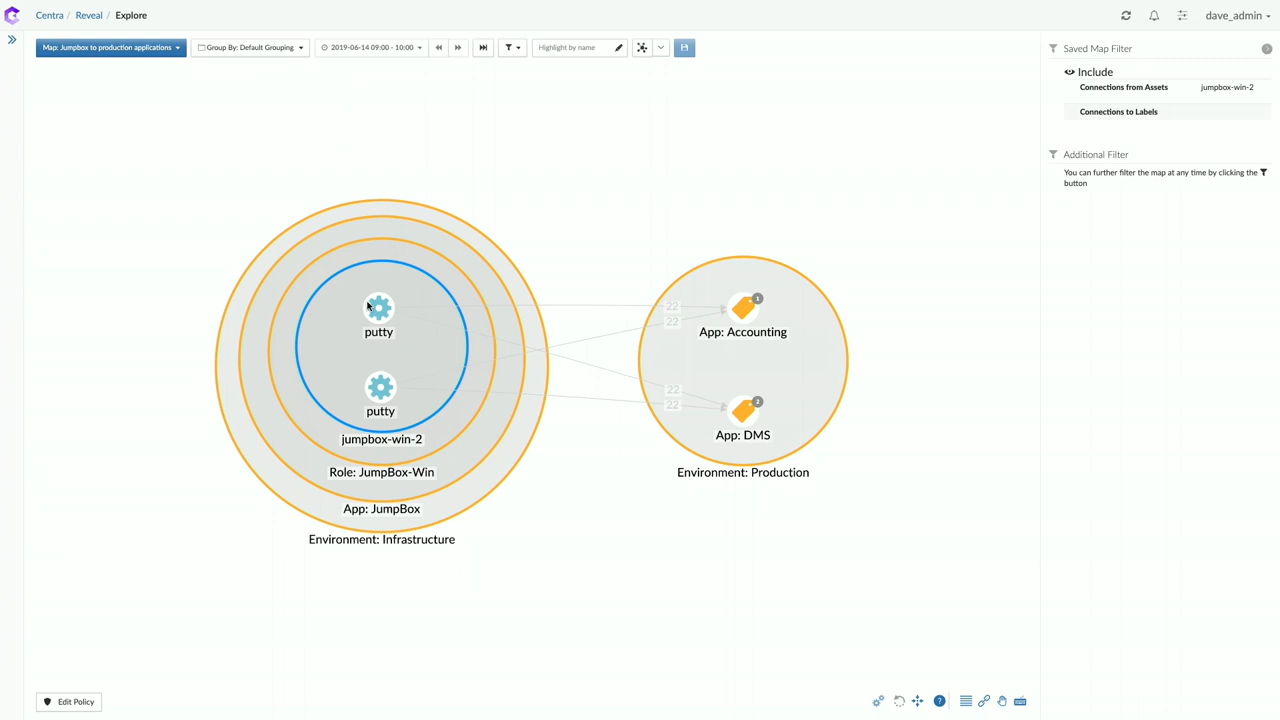 Centra / Reveal / Explore
dave_admin
Map: Jumpbox to production applications
Group By: Default Grouping
2019-06-14 09:00 - 10:00
Highlight by name
Saved Map Filter
Include
Connections from Assets jumpbox-win-2
Connections to Labels
Additional Filter
You can further filter the map at any time by clicking the
button
putty
putty
jumpbox-win-2
Role: JumpBox-Win
App: JumpBox
Environment: Infrastructure
22
22
22
22
1
App: Accounting
2
App: DMS
Environment: Production
Edit Policy
?